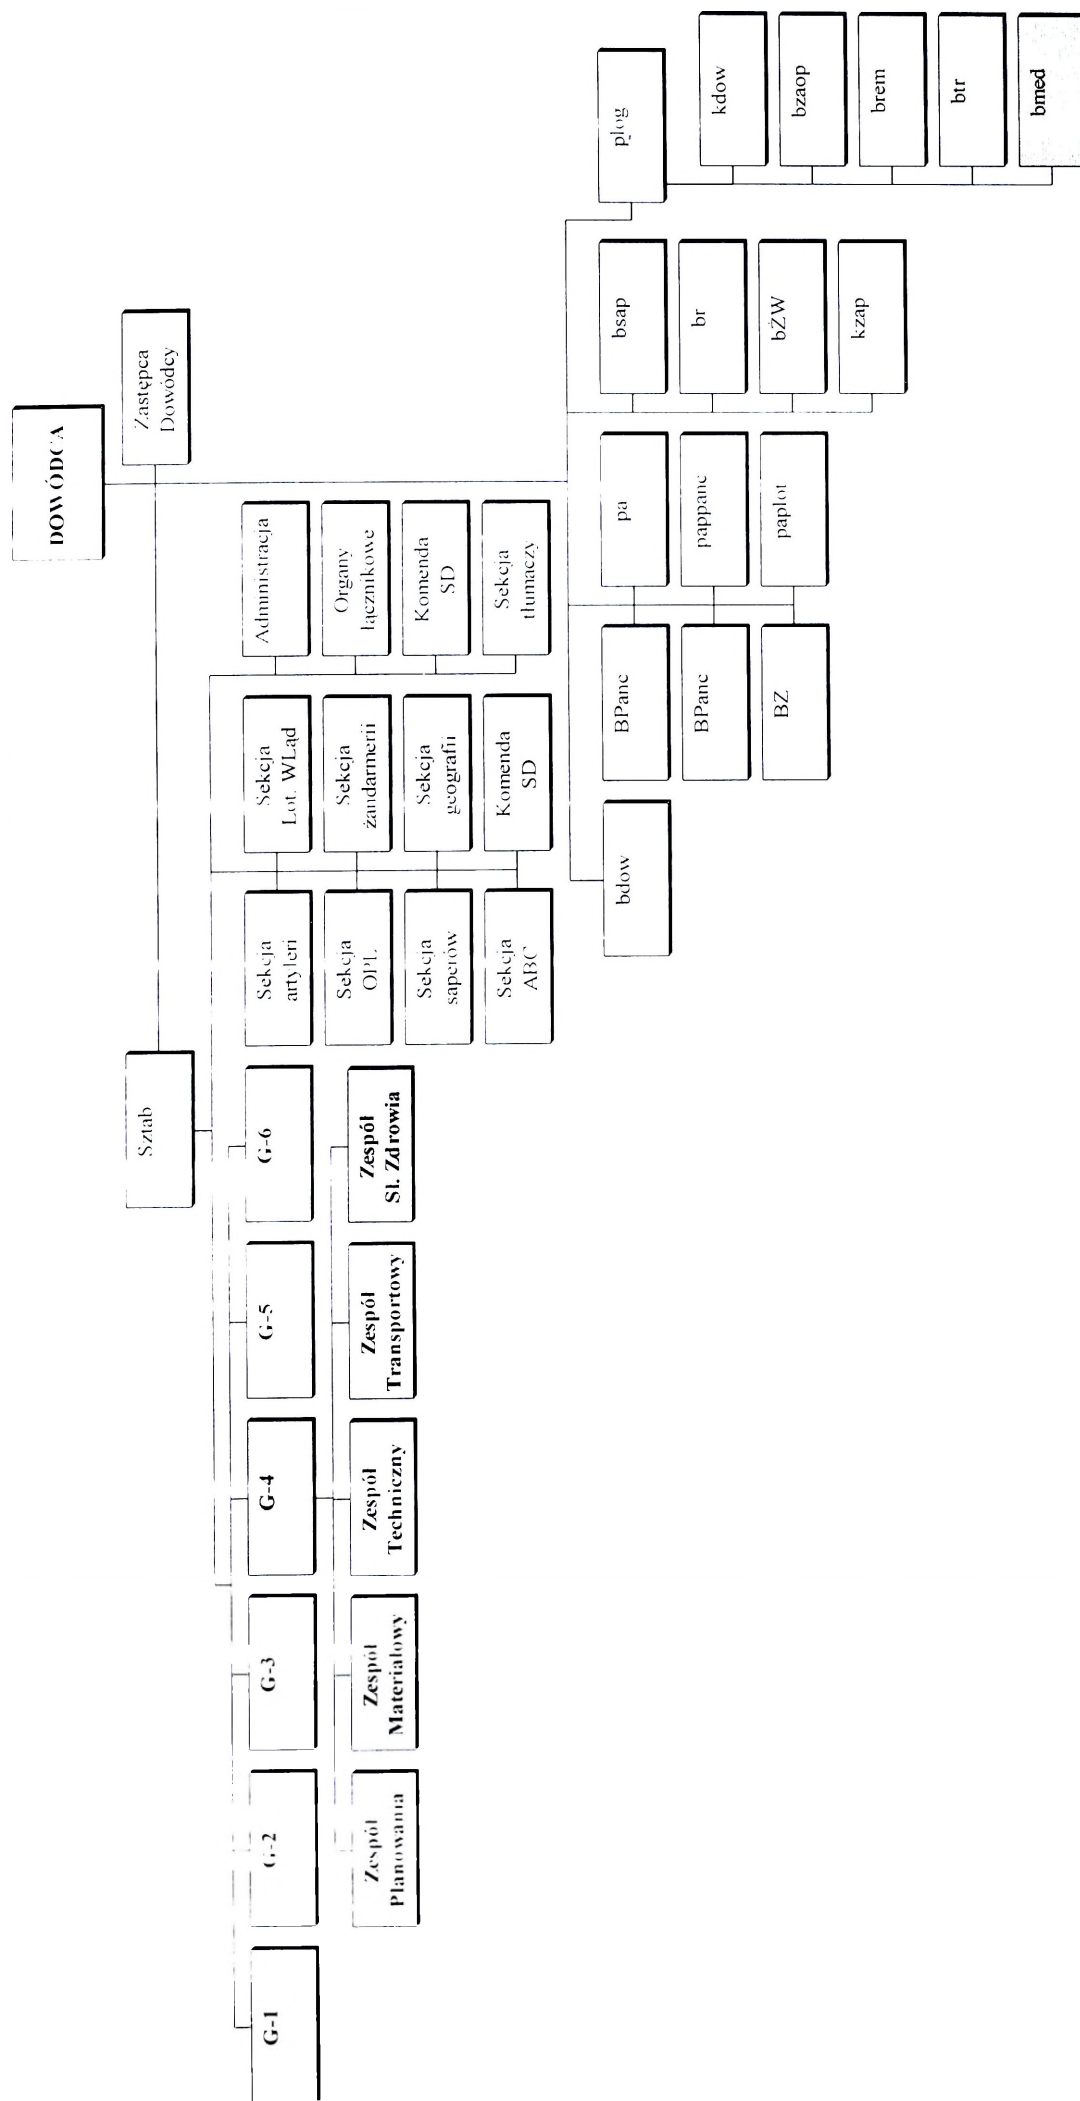 DOWÓDCA
Zastępca
Dowódcy
Sztab
G-1
G-2
G-3
G-4
G-5
G-6
Zespół
Planowania
Zespół
Materiałowy
Zespół
Techniczny
Zespół
Transportowy
Zespół
Sł. Zdrowia
Sekcja
artylerii
Sekcja
OPL
Sekcja
saperów
Sekcja
ABC
Sekcja
Lot. WLąd
Sekcja
żandarmerii
Sekcja
geografii
Komenda
SD
Administracja
Organy
łącznikowe
Komenda
SD
Sekcja
tłumaczy
bdow
BPanc
BPanc
BZ
pa
pappanc
paplot
bsap
br
bŻW
kzap
plog
kdow
bzaop
brem
btr
bmed